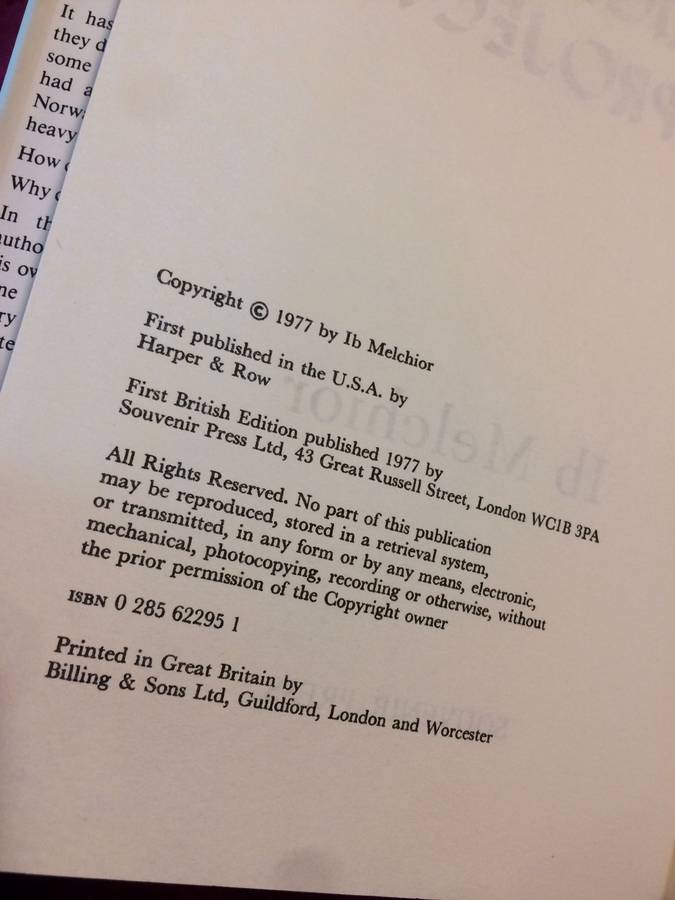 It has
they d
some
had a
Norw
heavy
How
Why
In th
utho
is ov
ne
ry
te
PROJECT
Copyright © 1977 by Ib Melchior
First published in the U.S.A. by
Harper & Row
First British Edition published 1977 by
Souvenir Press Ltd, 43 Great Russell Street, London WC1B 3PA
Ib Melchior
All Rights Reserved. No part of this publication
may be reproduced, stored in a retrieval system,
or transmitted, in any form or by any means, electronic,
mechanical, photocopying, recording or otherwise, without
the prior permission of the Copyright owner
ISBN 0 285 62295 1
Printed in Great Britain by
Billing & Sons Ltd, Guildford, London and Worcester